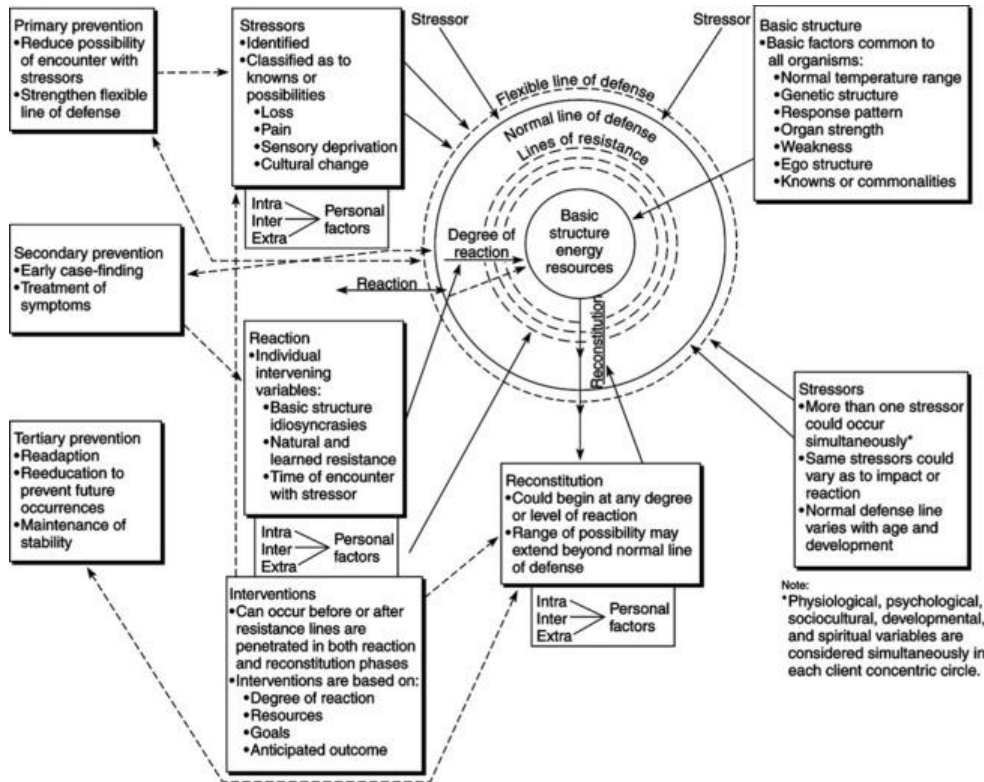 Primary prevention
•Reduce possibility
of encounter with
stressors
•Strengthen flexible
line of defense
Stressors
•Identified
•Classified as to
knowns or
possibilities
•Loss
•Pain
•Sensory deprivation
•Cultural change
Intra
Inter
Extra
Personal
factors
Stressor
Stressor
Flexible line of defense
Normal line of defense
Lines of resistance
Basic
structure
energy
resources
Degree of
reaction
Reaction
Reconstitution
Basic structure
•Basic factors common to
all organisms:
•Normal temperature range
•Genetic structure
•Response pattern
•Organ strength
•Weakness
•Ego structure
•Knowns or commonalities
Secondary prevention
•Early case-finding
•Treatment of
symptoms
Reaction
•Individual
intervening
variables:
•Basic structure
idiosyncrasies
•Natural and
learned resistance
•Time of encounter
with stressor
Intra
Inter
Extra
Personal
factors
Tertiary prevention
•Readaption
•Reeducation to
prevent future
occurrences
•Maintenance of
stability
Interventions
•Can occur before or after
resistance lines are
penetrated in both reaction
and reconstitution phases
•Interventions are based on:
•Degree of reaction
•Resources
•Goals
•Anticipated outcome
Reconstitution
•Could begin at any degree
or level of reaction
•Range of possibility may
extend beyond normal line
of defense
Intra
Inter
Extra
Personal
factors
Stressors
•More than one stressor
could occur
simultaneously*
•Same stressors could
vary as to impact or
reaction
•Normal defense line
varies with age and
development
Note:
*Physiological, psychological,
sociocultural, developmental,
and spiritual variables are
considered simultaneously in
each client concentric circle.